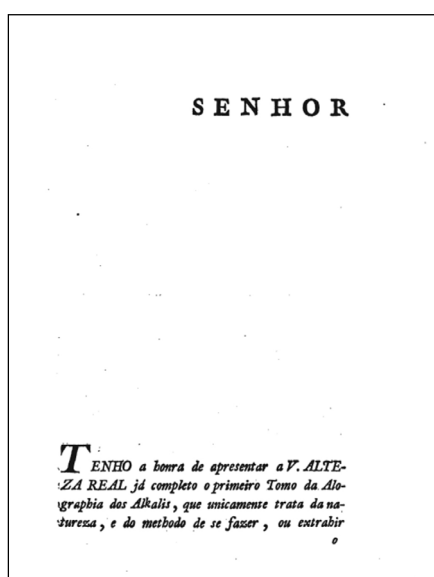 SENHOR
TENHO a honra de apresentar a V. ALTE-
ZA REAL já completo o primeiro Tomo da Alo-
graphia dos Alkalis, que unicamente trata da na-
tureza, e do methodo de se fazer, ou extrahir
o